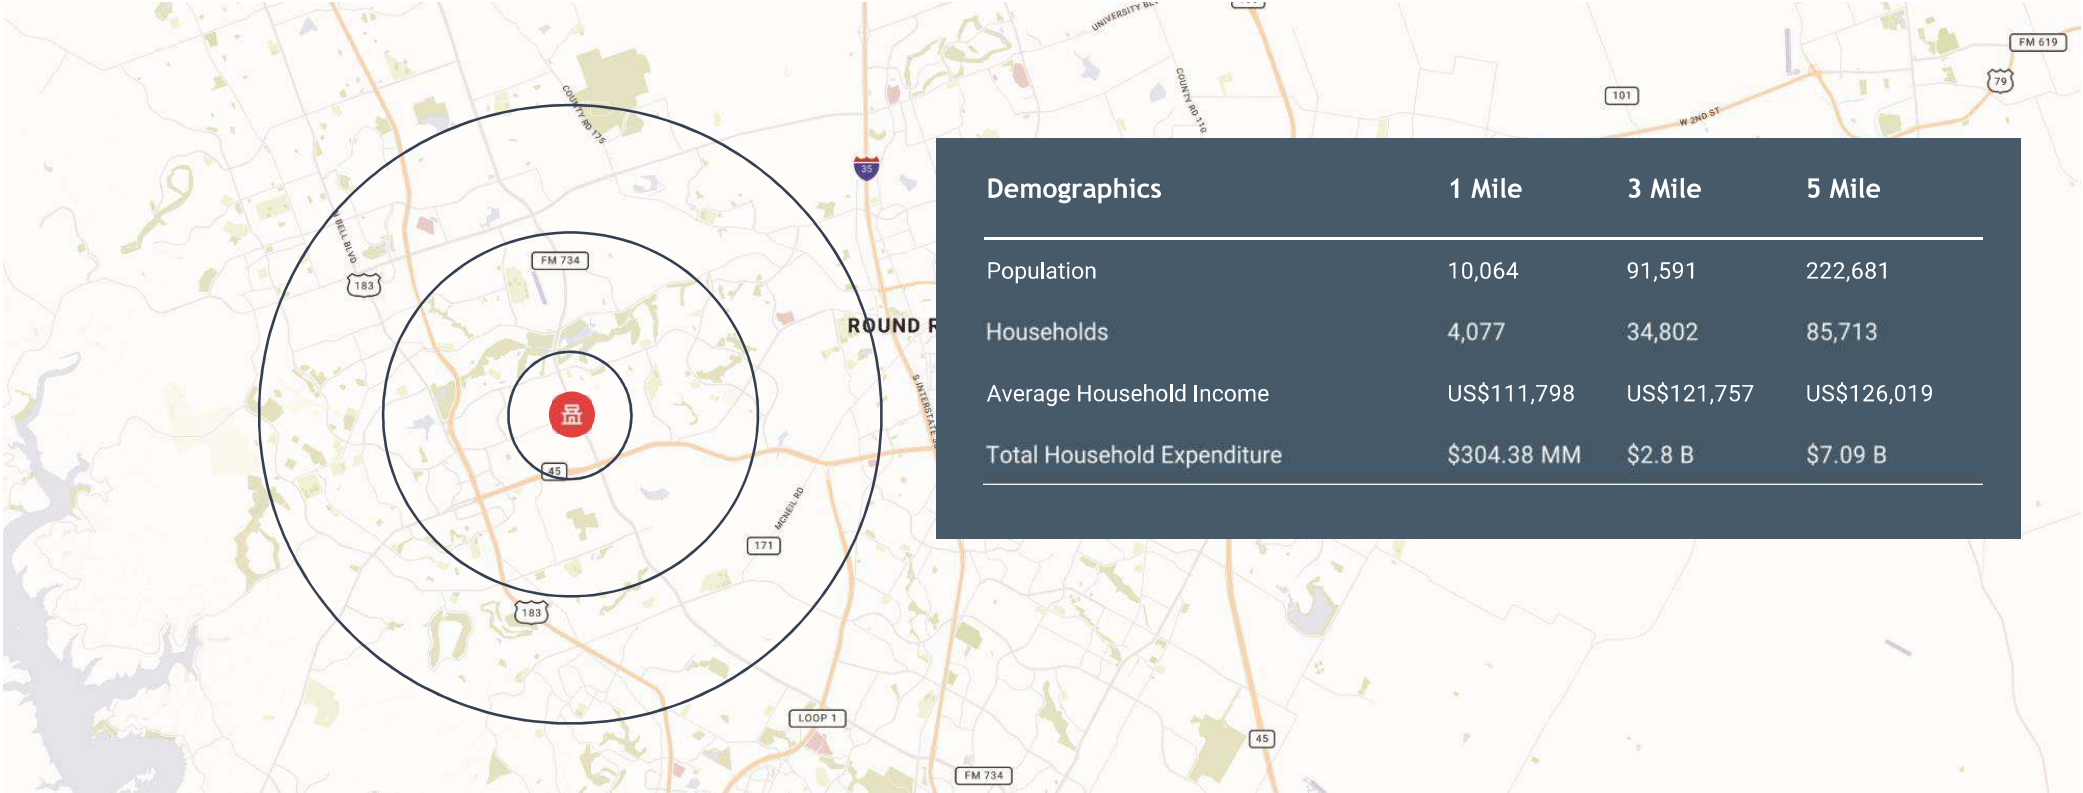 UNIVERSITY BL
FM 619
79
COUNTY RD 175
COUNTY RD 110
101
W 2ND ST
35
N BELL BLVD
FM 734
183
ROUND R
S INTERSTATE 35
45
MCNEIL RD
171
183
LOOP 1
45
FM 734
Demographics 1 Mile 3 Mile 5 Mile
Population 10,064 91,591 222,681
Households 4,077 34,802 85,713
Average Household Income US$111,798 US$121,757 US$126,019
Total Household Expenditure $304.38 MM $2.8 B $7.09 B